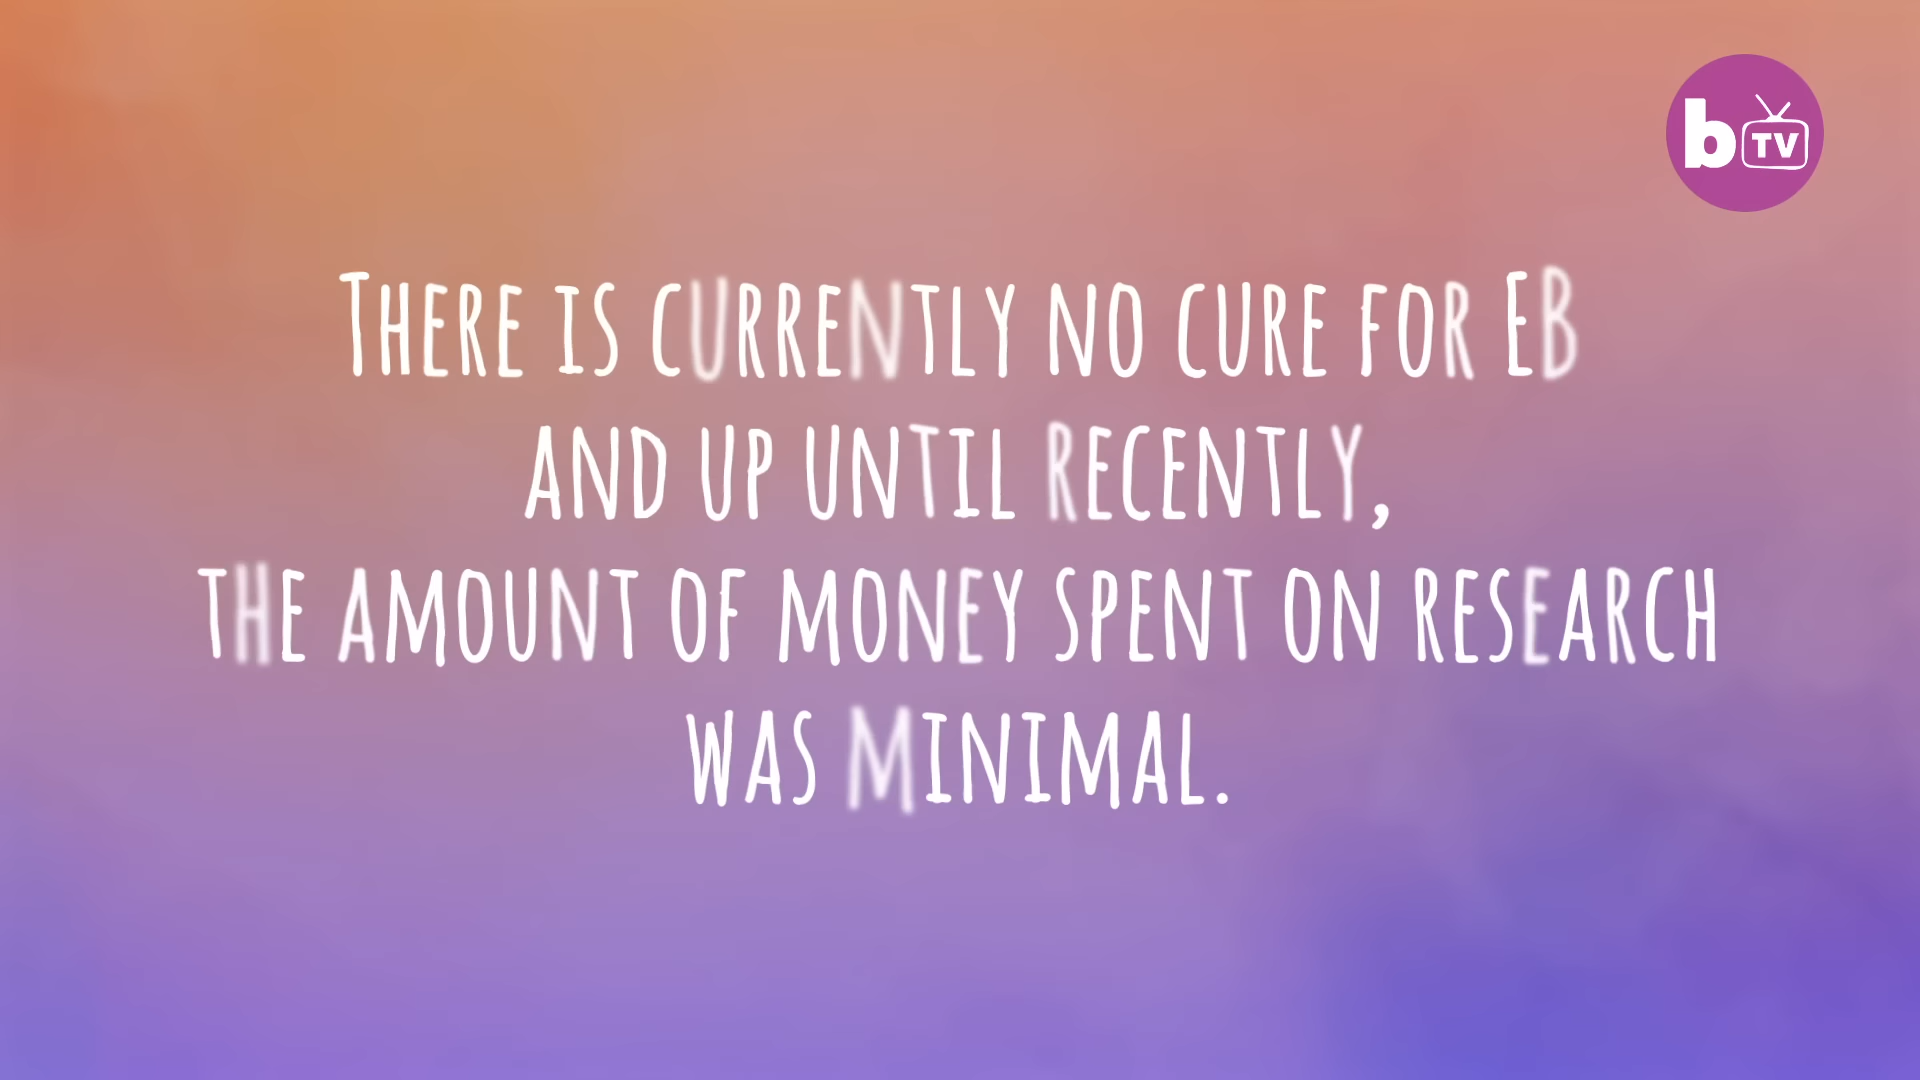 b TV
There is currently no cure for EB
and up until recently,
the amount of money spent on research
was minimal.